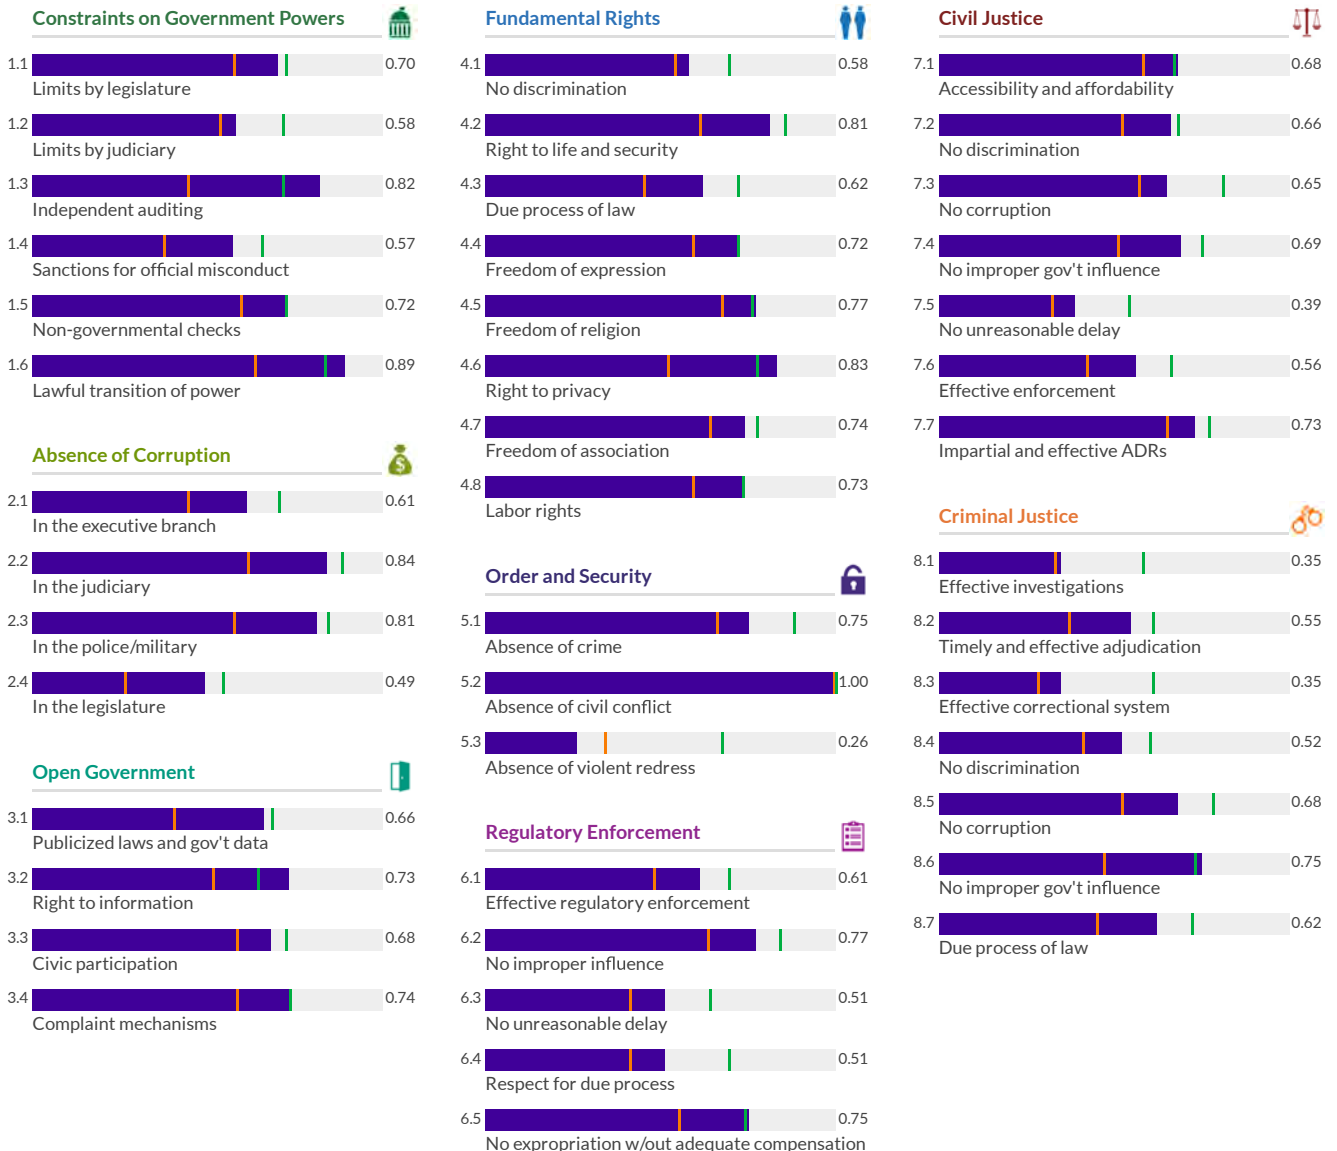 Constraints on Government Powers
1.1 0.70
Limits by legislature
1.2 0.58
Limits by judiciary
1.3 0.82
Independent auditing
1.4 0.57
Sanctions for official misconduct
1.5 0.72
Non-governmental checks
1.6 0.89
Lawful transition of power
Absence of Corruption
2.1 0.61
In the executive branch
2.2 0.84
In the judiciary
2.3 0.81
In the police/military
2.4 0.49
In the legislature
Open Government
3.1 0.66
Publicized laws and gov't data
3.2 0.73
Right to information
3.3 0.68
Civic participation
3.4 0.74
Complaint mechanisms
Fundamental Rights
4.1 0.58
No discrimination
4.2 0.81
Right to life and security
4.3 0.62
Due process of law
4.4 0.72
Freedom of expression
4.5 0.77
Freedom of religion
4.6 0.83
Right to privacy
4.7 0.74
Freedom of association
4.8 0.73
Labor rights
Order and Security
5.1 0.75
Absence of crime
5.2 1.00
Absence of civil conflict
5.3 0.26
Absence of violent redress
Regulatory Enforcement
6.1 0.61
Effective regulatory enforcement
6.2 0.77
No improper influence
6.3 0.51
No unreasonable delay
6.4 0.51
Respect for due process
6.5 0.75
No expropriation w/out adequate compensation
Civil Justice
7.1 0.68
Accessibility and affordability
7.2 0.66
No discrimination
7.3 0.65
No corruption
7.4 0.69
No improper gov't influence
7.5 0.39
No unreasonable delay
7.6 0.56
Effective enforcement
7.7 0.73
Impartial and effective ADRs
Criminal Justice
8.1 0.35
Effective investigations
8.2 0.55
Timely and effective adjudication
8.3 0.35
Effective correctional system
8.4 0.52
No discrimination
8.5 0.68
No corruption
8.6 0.75
No improper gov't influence
8.7 0.62
Due process of law